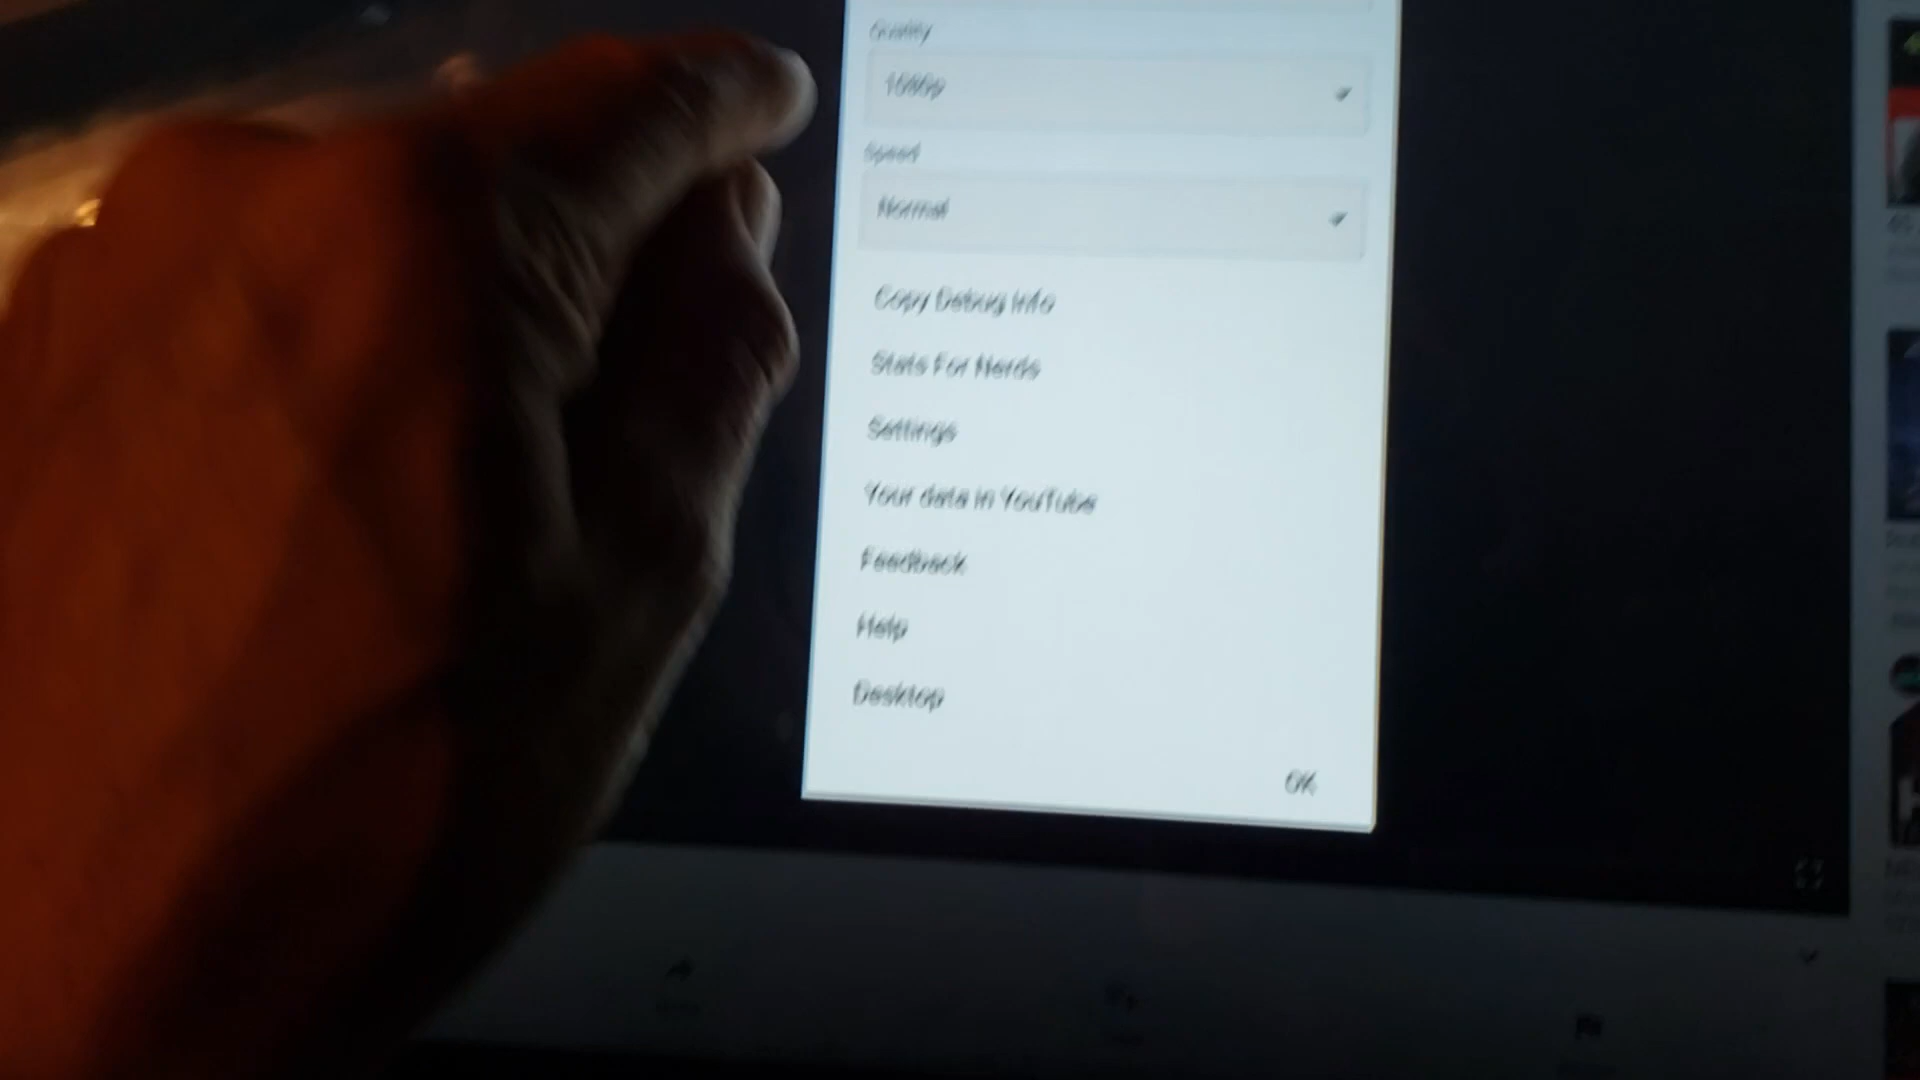 Quality
1080p
Speed
Normal
Copy Debug Info
Stats For Nerds
Settings
Your data in YouTube
Feedback
Help
Desktop
OK